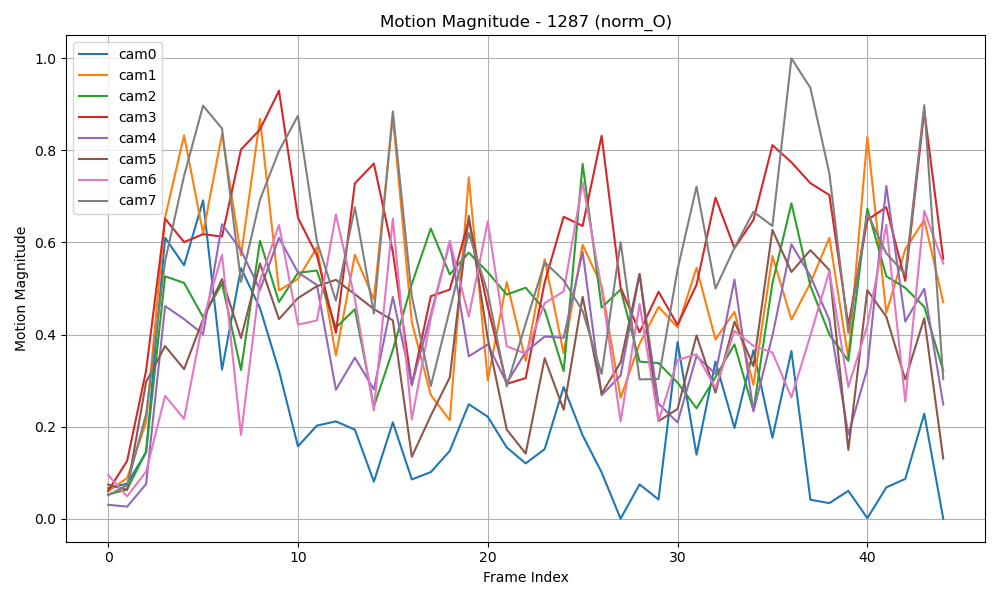 Motion Magnitude - 1287 (norm_O)
cam0
cam1
cam2
cam3
cam4
cam5
cam6
cam7
Motion Magnitude
1.0
0.8
0.6
0.4
0.2
0.0
0 10 20 30 40
Frame Index